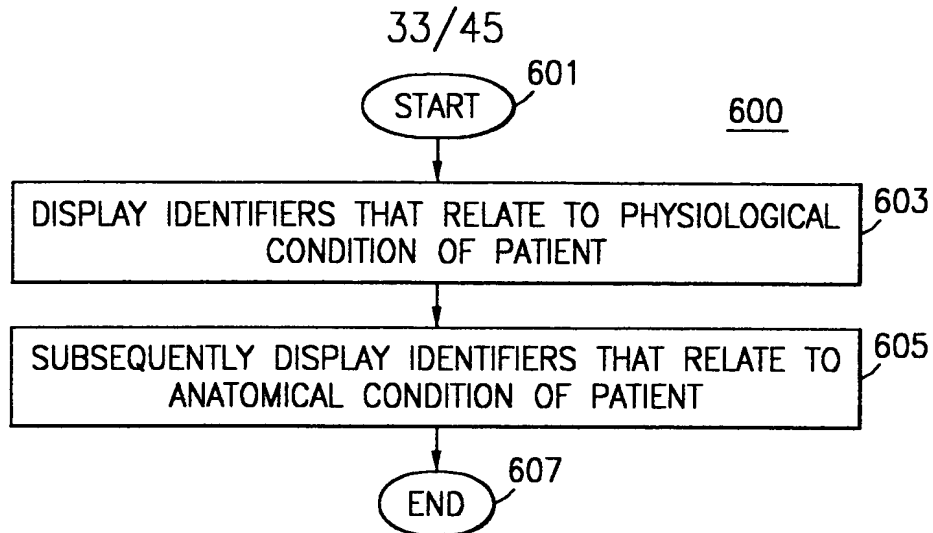 33/45
START
601
600
DISPLAY IDENTIFIERS THAT RELATE TO PHYSIOLOGICAL
CONDITION OF PATIENT
603
SUBSEQUENTLY DISPLAY IDENTIFIERS THAT RELATE TO
ANATOMICAL CONDITION OF PATIENT
605
END
607